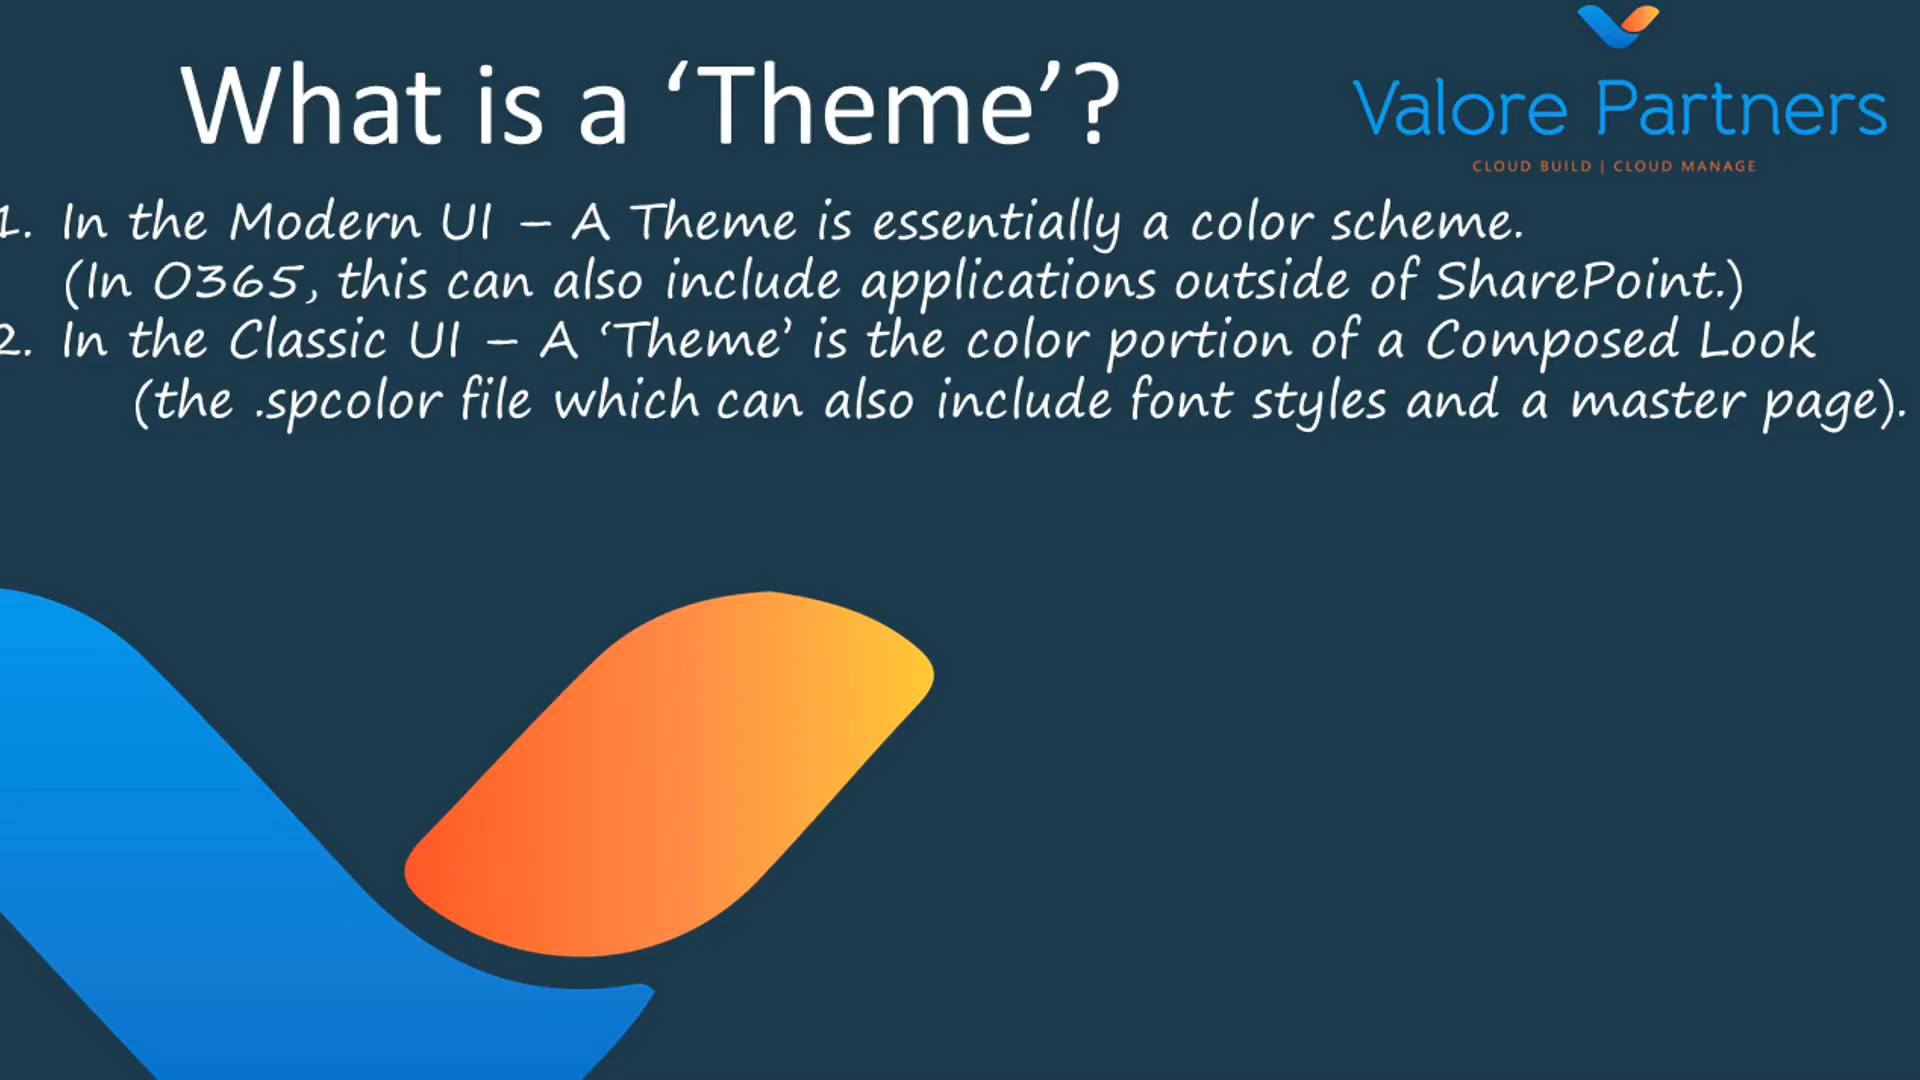 What is a ‘Theme’?
Valore Partners
CLOUD BUILD | CLOUD MANAGE
1. In the Modern UI – A Theme is essentially a color scheme.
(In O365, this can also include applications outside of SharePoint.)
2. In the Classic UI – A ‘Theme’ is the color portion of a Composed Look
(the .spcolor file which can also include font styles and a master page).